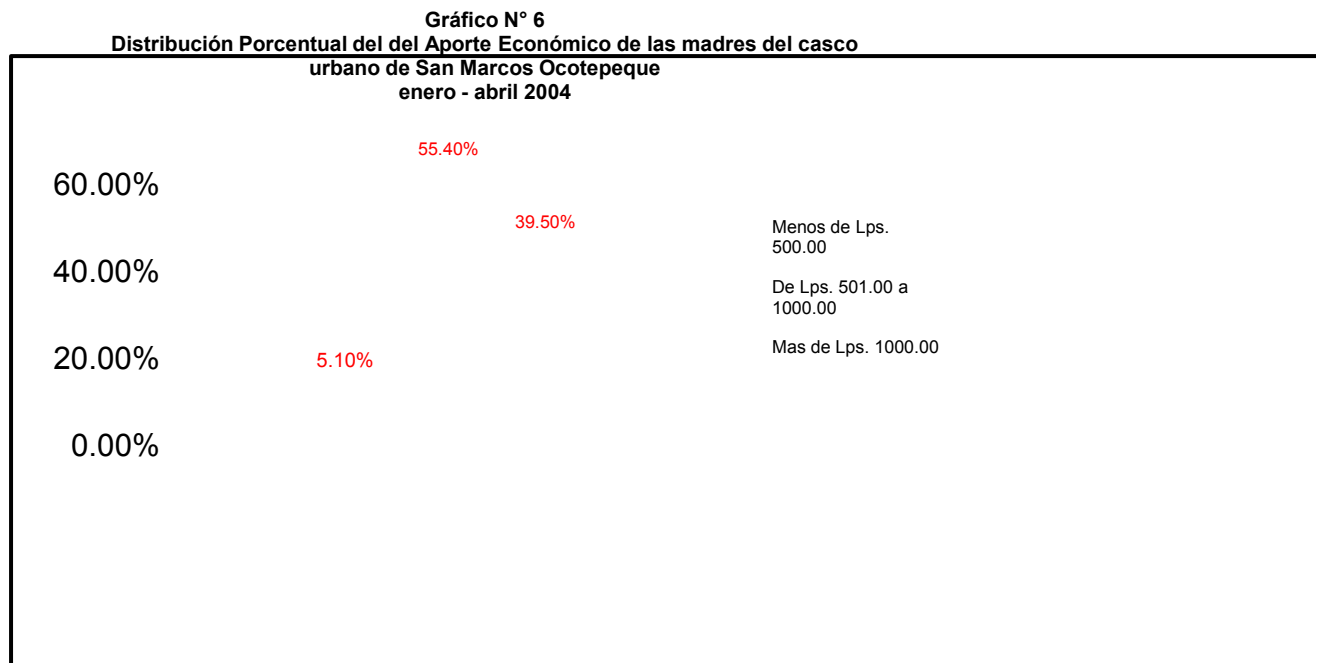 Gráfico N° 6
Distribución Porcentual del del Aporte Económico de las madres del casco
urbano de San Marcos Ocotepeque
enero - abril 2004
55.40%
60.00%
39.50%
Menos de Lps.
500.00
40.00%
De Lps. 501.00 a
1000.00
Mas de Lps. 1000.00
20.00%
5.10%
0.00%